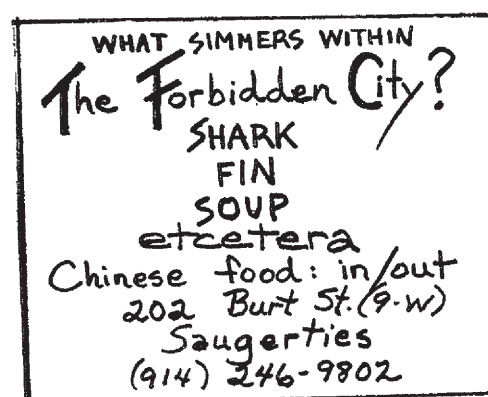 WHAT SIMMERS WITHIN
The Forbidden City?
SHARK
FIN
SOUP
etcetera
Chinese food: in/out
202 Burt St. (9-W)
Saugerties
(914) 246-9802